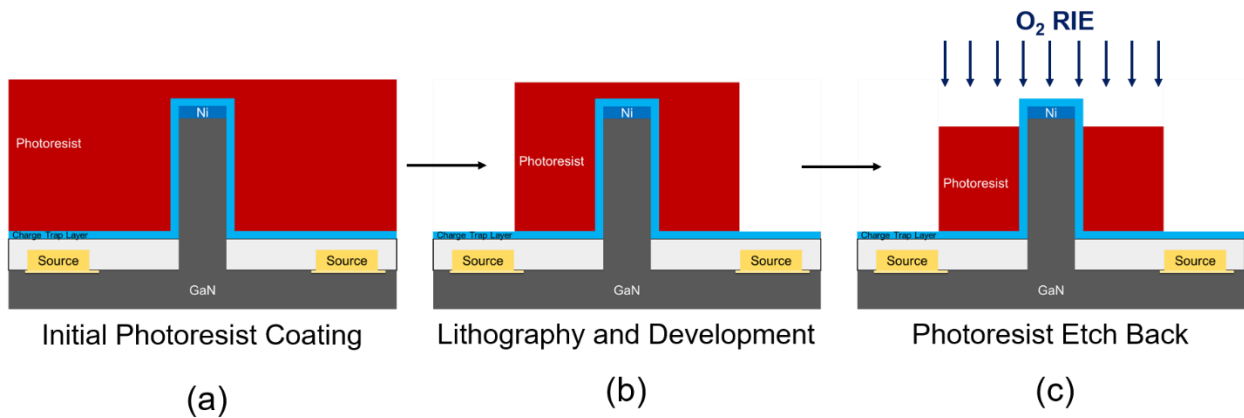 O₂ RIE
Ni
Photoresist
Charge Trap Layer
Source Source
GaN
Initial Photoresist Coating
(a)
Ni
Photoresist
Charge Trap Layer
Source Source
GaN
Lithography and Development
(b)
Ni
Photoresist
Charge Trap Layer
Source Source
GaN
Photoresist Etch Back
(c)